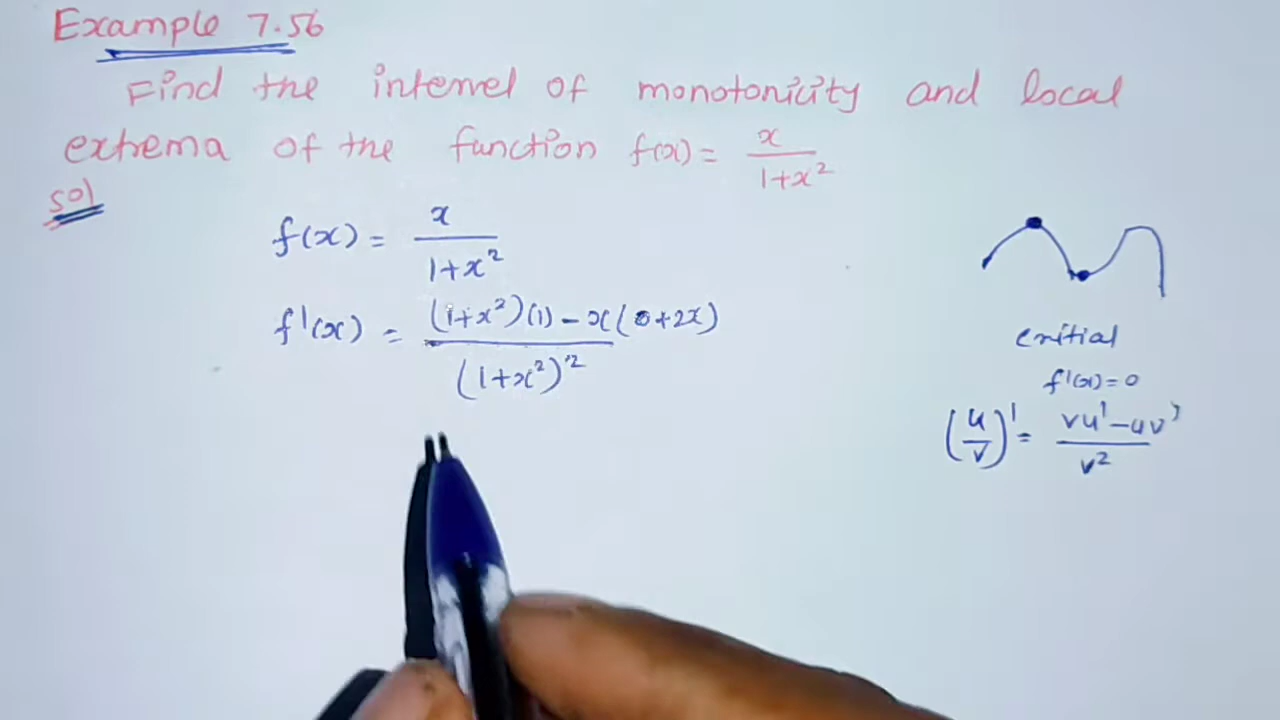 Example 7.56
Find the intervel of monotonicity and local
extrema of the function f(x) = x / 1+x²
sol
f(x) = x / 1+x²
f'(x) = (1+x²)(1) - x(0+2x) / (1+x²)²
critial
f'(x) = 0
(u/v)' = vu' - uv' / v²